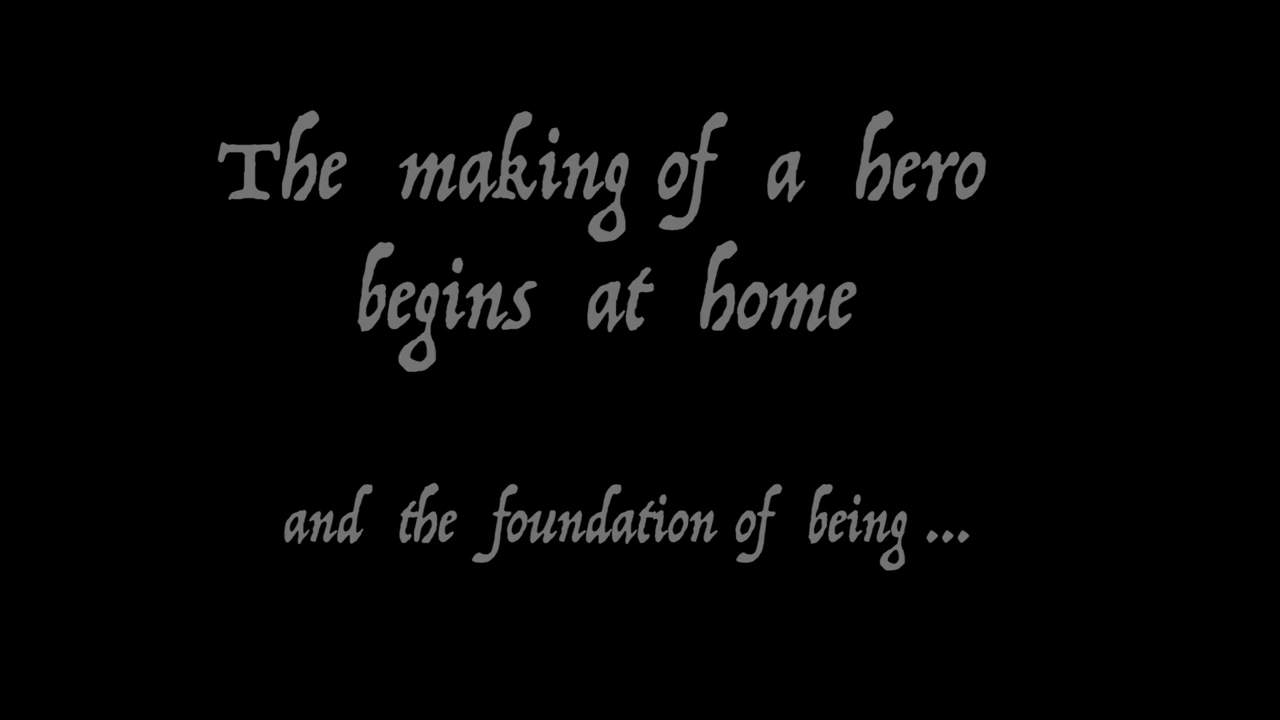 The making of a hero
begins at home
and the foundation of being ...